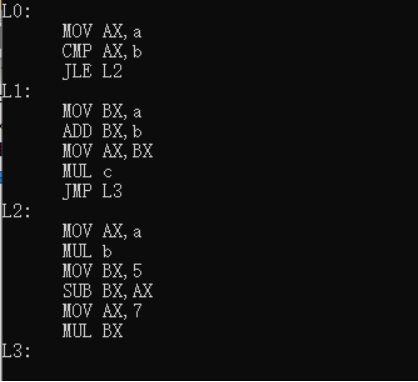 L0:
MOV AX,a
CMP AX,b
JLE L2
L1:
MOV BX,a
ADD BX,b
MOV AX,BX
MUL c
JMP L3
L2:
MOV AX,a
MUL b
MOV BX,5
SUB BX,AX
MOV AX,7
MUL BX
L3: